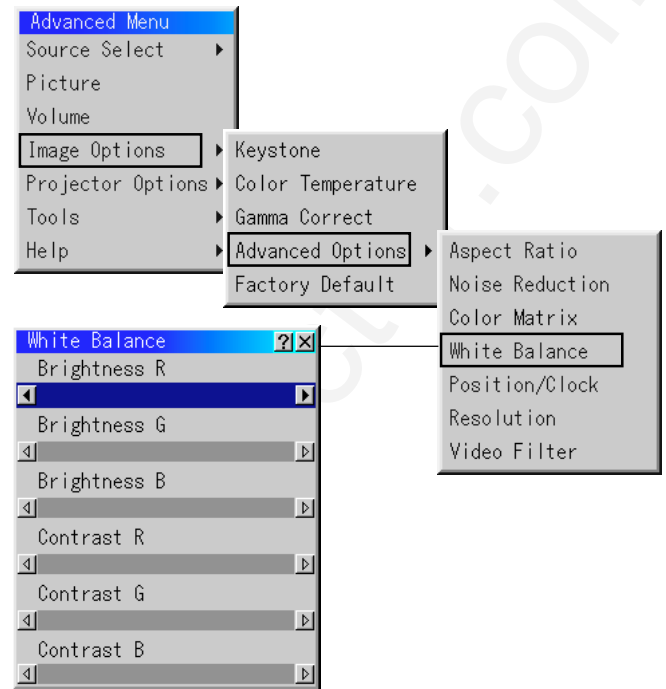 Advanced Menu
Source Select
Picture
Volume
Image Options
Projector Options
Tools
Help
Keystone
Color Temperature
Gamma Correct
Advanced Options
Factory Default
Aspect Ratio
Noise Reduction
Color Matrix
White Balance
Position/Clock
Resolution
Video Filter
White Balance ?
Brightness R
Brightness G
Brightness B
Contrast R
Contrast G
Contrast B